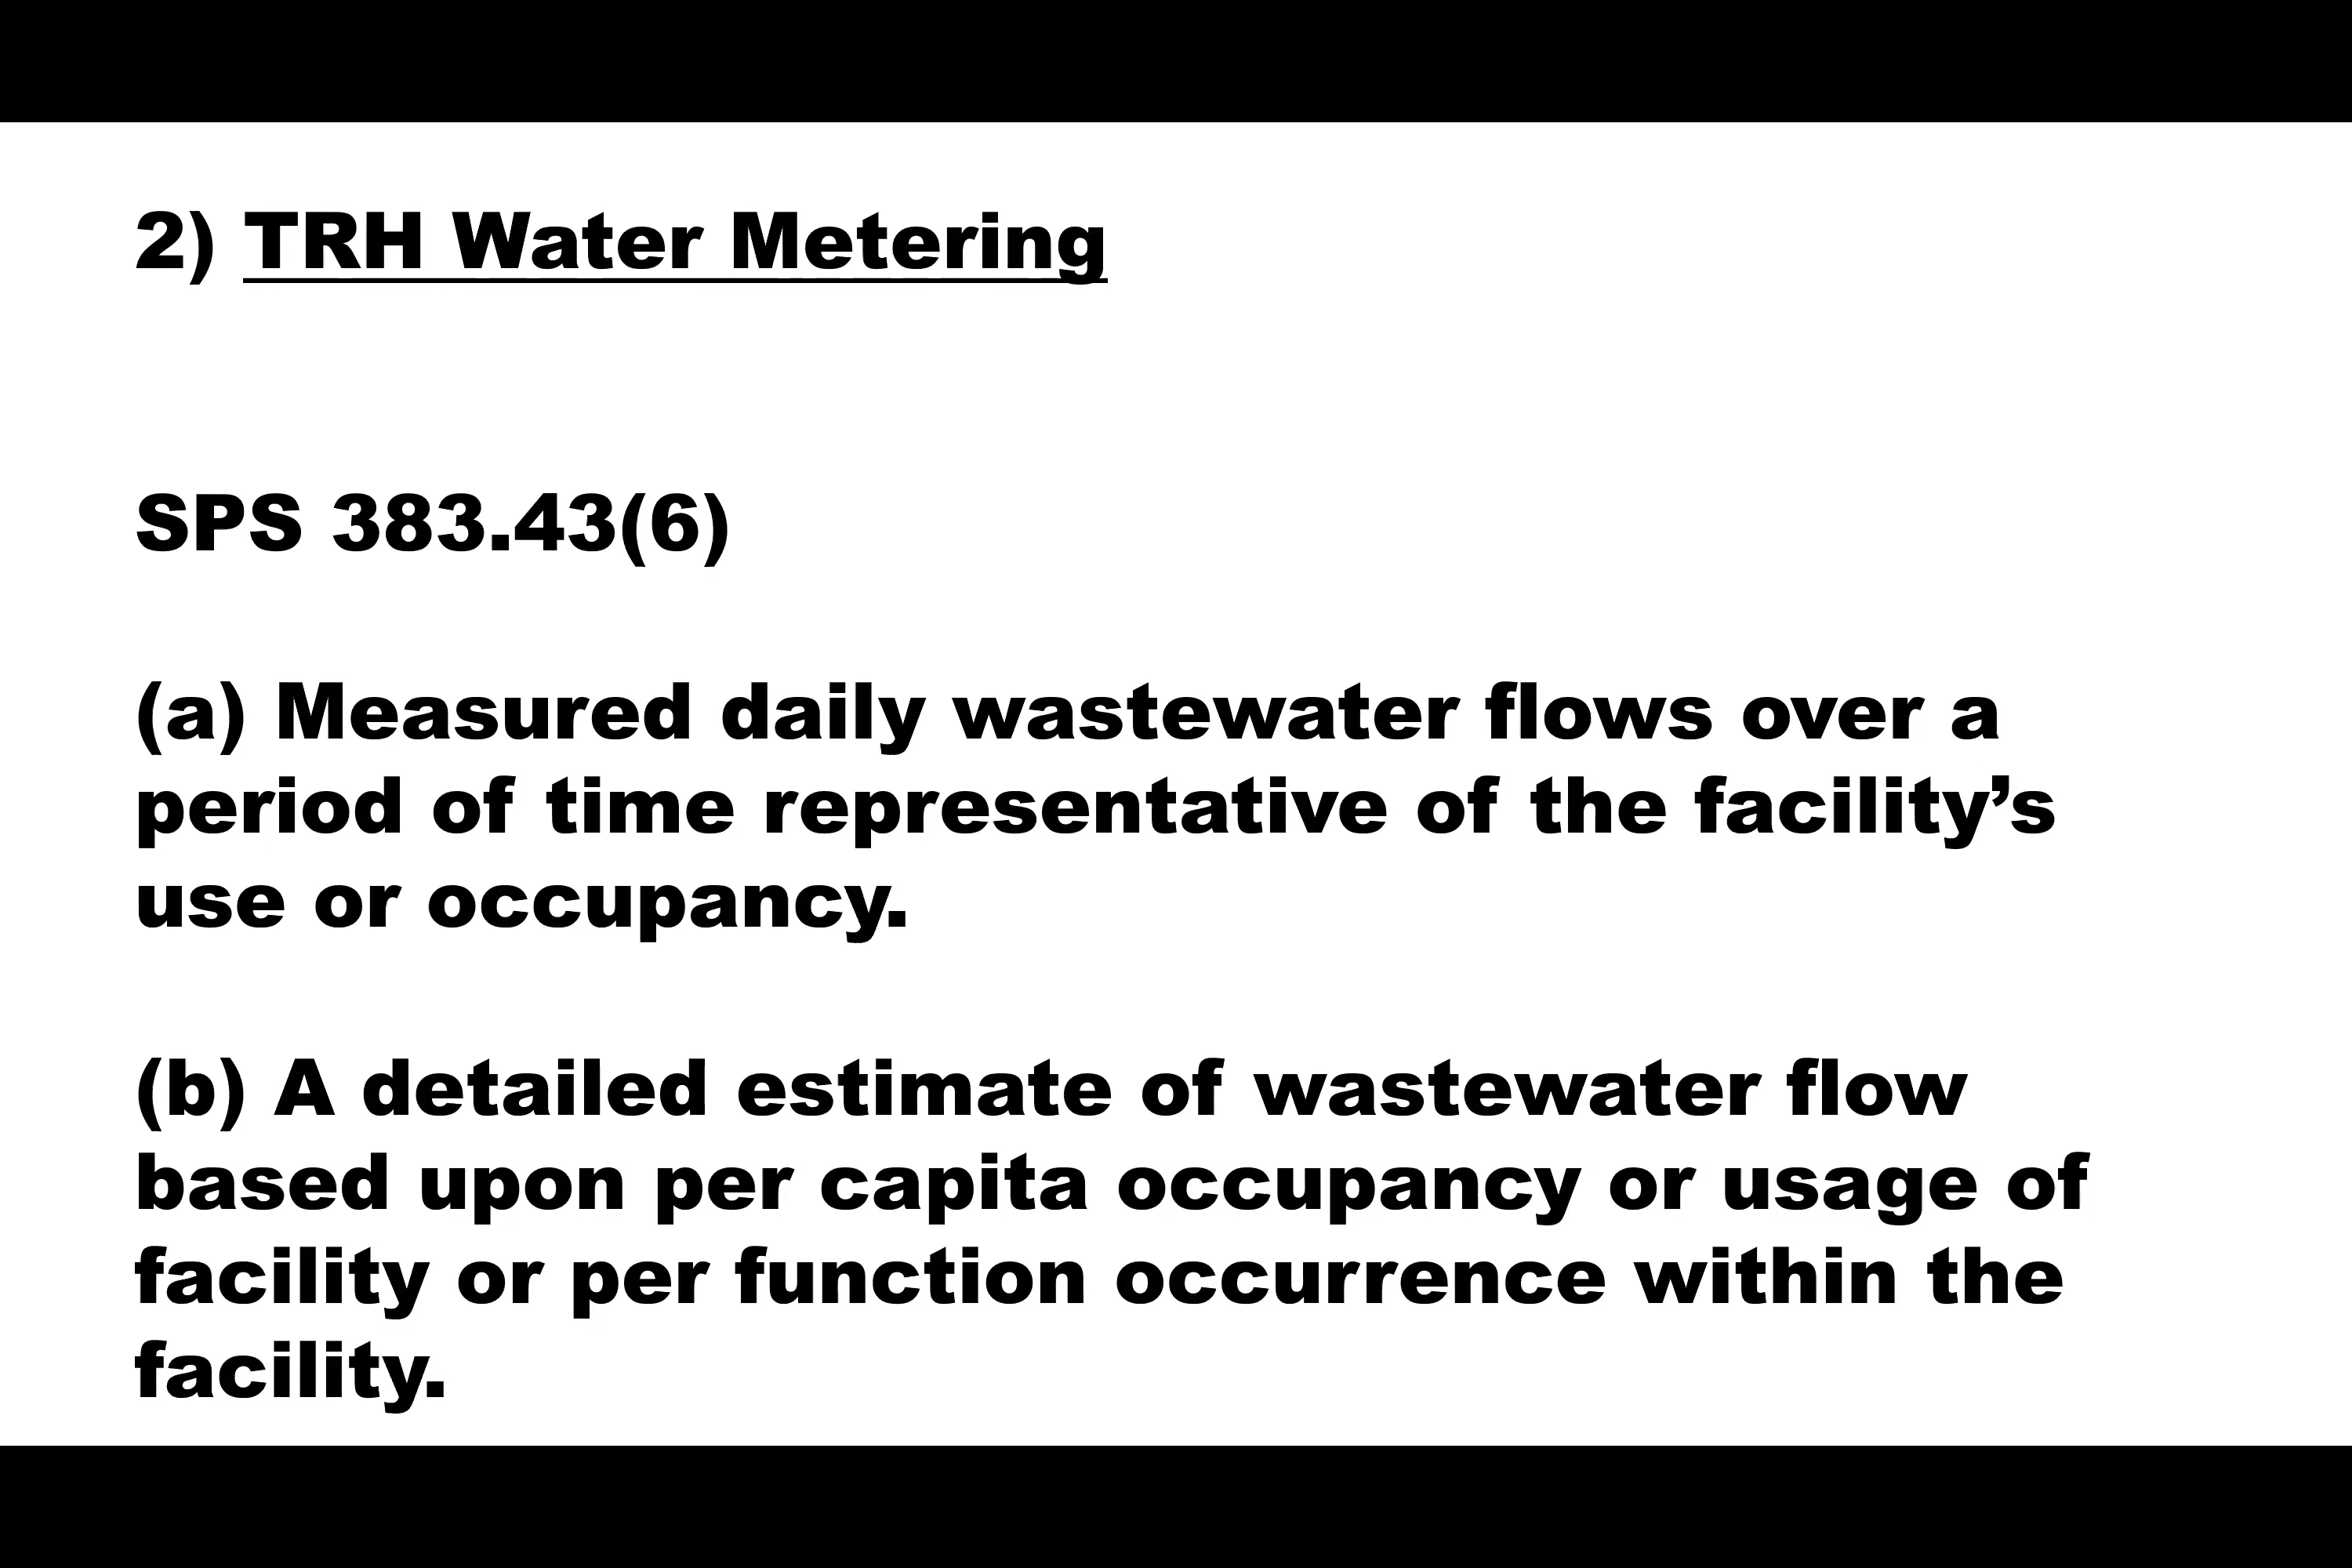 2) TRH Water Metering
SPS 383.43(6)
(a) Measured daily wastewater flows over a
period of time representative of the facility’s
use or occupancy.
(b) A detailed estimate of wastewater flow
based upon per capita occupancy or usage of
facility or per function occurrence within the
facility.